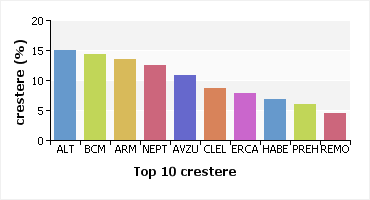 crestere (%)
20
15
10
5
0
ALT BCM ARM NEPT AVZU CLEL ERCA HABE PREH REMO
Top 10 crestere